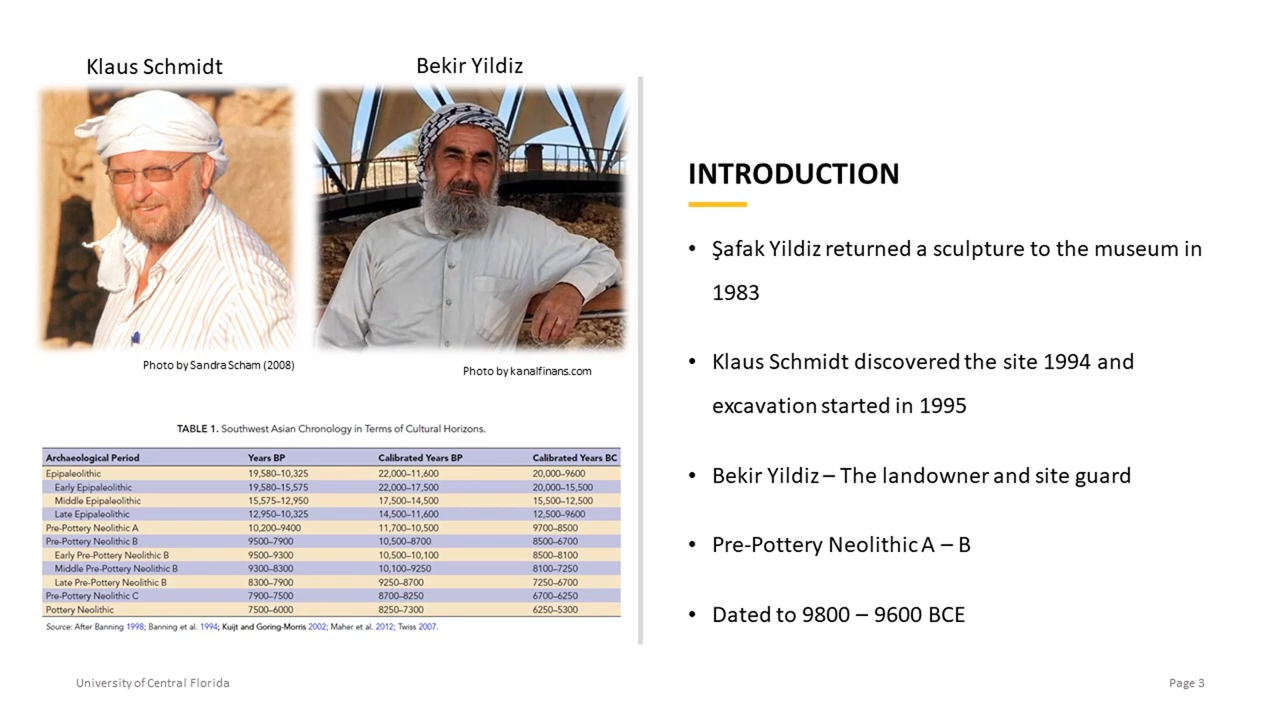 Klaus Schmidt
Bekir Yildiz
Photo by Sandra Scham (2008)
Photo by kanalfinans.com
TABLE 1. Southwest Asian Chronology in Terms of Cultural Horizons.
Archaeological Period Years BP Calibrated Years BP Calibrated Years BC
Epipaleolithic 19,580–10,325 22,000–11,600 20,000–9600
Early Epipaleolithic 19,580–15,575 22,000–17,500 20,000–15,500
Middle Epipaleolithic 15,575–12,950 17,500–14,500 15,500–12,500
Late Epipaleolithic 12,950–10,325 14,500–11,600 12,500–9600
Pre-Pottery Neolithic A 10,200–9400 11,700–10,500 9700–8500
Pre-Pottery Neolithic B 9500–7900 10,500–8700 8500–6700
Early Pre-Pottery Neolithic B 9500–9300 10,500–10,100 8500–8100
Middle Pre-Pottery Neolithic B 9300–8300 10,100–9250 8100–7250
Late Pre-Pottery Neolithic B 8300–7900 9250–8700 7250–6700
Pre-Pottery Neolithic C 7900–7500 8700–8250 6700–6250
Pottery Neolithic 7500–6000 8250–7300 6250–5300
Source: After Banning 1998; Banning et al. 1994; Kuijt and Goring-Morris 2002; Maher et al. 2012; Twiss 2007.
INTRODUCTION
• Şafak Yildiz returned a sculpture to the museum in
1983
• Klaus Schmidt discovered the site 1994 and
excavation started in 1995
• Bekir Yildiz – The landowner and site guard
• Pre-Pottery Neolithic A – B
• Dated to 9800 – 9600 BCE
University of Central Florida
Page 3